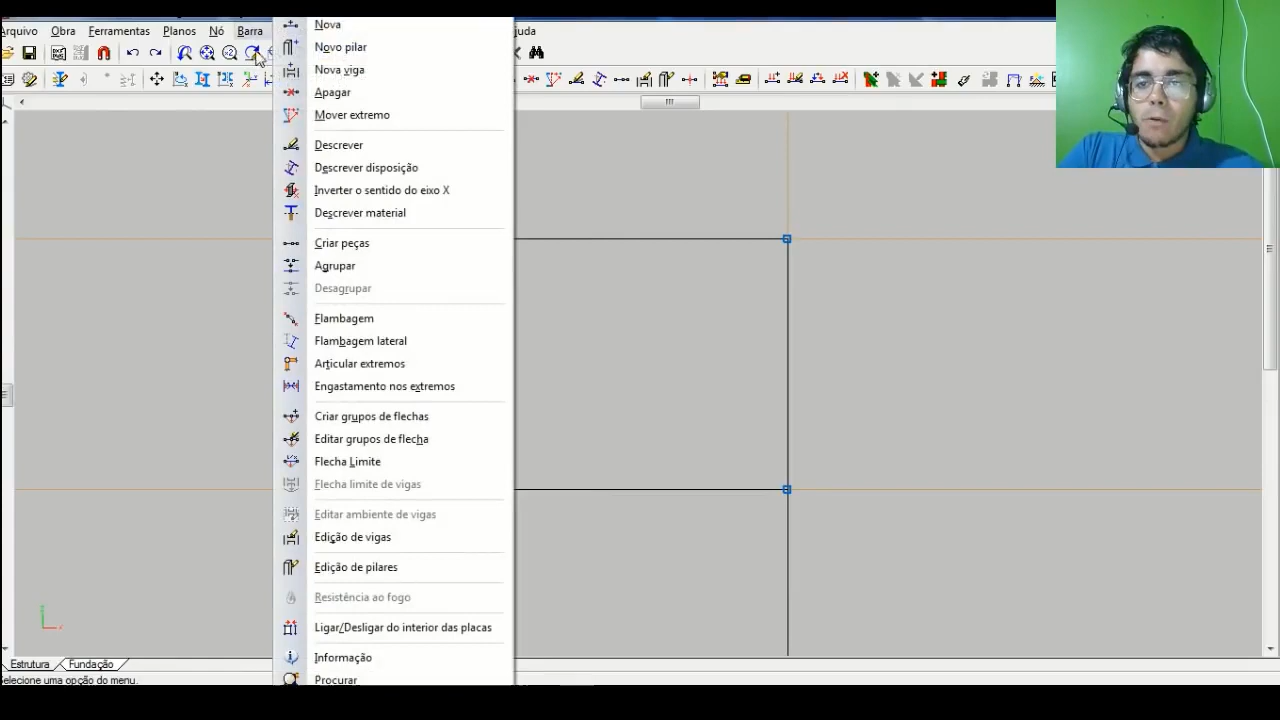 Arquivo Obra Ferramentas Planos Nó Barra
juda
Nova
Novo pilar
Nova viga
Apagar
Mover extremo
Descrever
Descrever disposição
Inverter o sentido do eixo X
Descrever material
Criar peças
Agrupar
Desagrupar
Flambagem
Flambagem lateral
Articular extremos
Engastamento nos extremos
Criar grupos de flechas
Editar grupos de flecha
Flecha Limite
Flecha limite de vigas
Editar ambiente de vigas
Edição de vigas
Edição de pilares
Resistência ao fogo
Ligar/Desligar do interior das placas
Informação
Procurar
Estrutura Fundação
Selecione uma opção do menu.